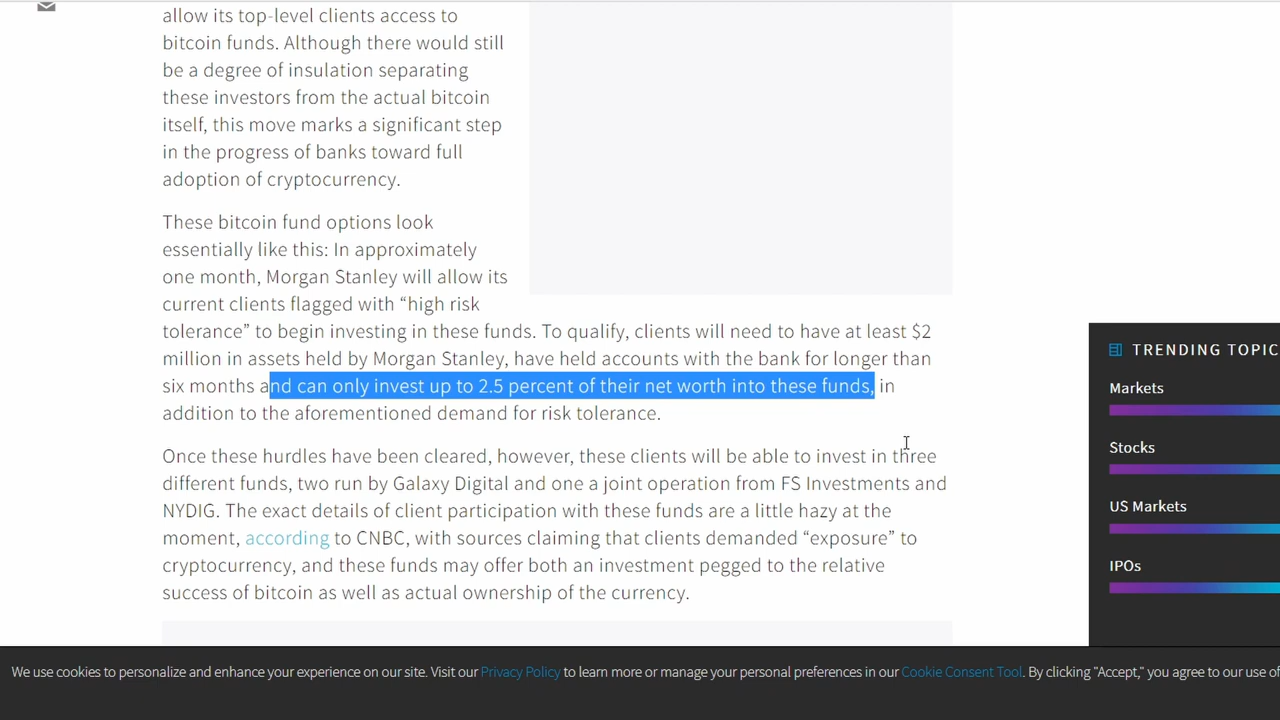 allow its top-level clients access to
bitcoin funds. Although there would still
be a degree of insulation separating
these investors from the actual bitcoin
itself, this move marks a significant step
in the progress of banks toward full
adoption of cryptocurrency.
These bitcoin fund options look
essentially like this: In approximately
one month, Morgan Stanley will allow its
current clients flagged with “high risk
tolerance” to begin investing in these funds. To qualify, clients will need to have at least $2
million in assets held by Morgan Stanley, have held accounts with the bank for longer than
six months and can only invest up to 2.5 percent of their net worth into these funds, in
addition to the aforementioned demand for risk tolerance.
Once these hurdles have been cleared, however, these clients will be able to invest in three
different funds, two run by Galaxy Digital and one a joint operation from FS Investments and
NYDIG. The exact details of client participation with these funds are a little hazy at the
moment, according to CNBC, with sources claiming that clients demanded “exposure” to
cryptocurrency, and these funds may offer both an investment pegged to the relative
success of bitcoin as well as actual ownership of the currency.
TRENDING TOPIC
Markets
Stocks
US Markets
IPOs
We use cookies to personalize and enhance your experience on our site. Visit our Privacy Policy to learn more or manage your personal preferences in our Cookie Consent Tool. By clicking "Accept," you agree to our use of